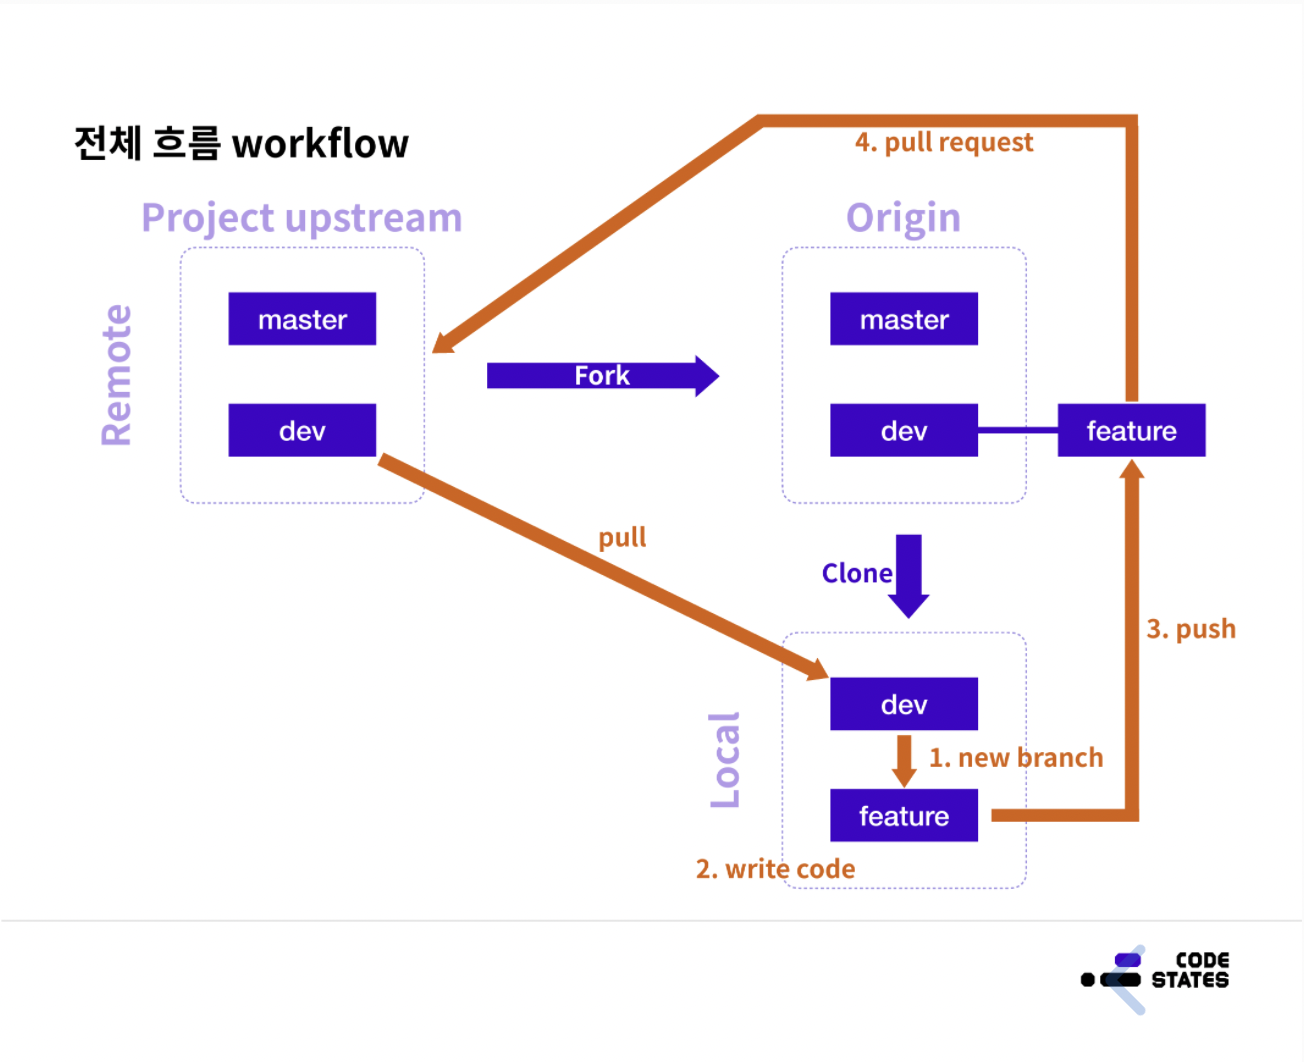 전체 흐름 workflow
4. pull request
Project upstream
Origin
Remote
master
dev
Fork
master
dev
feature
pull
Clone
3. push
Local
dev
1. new branch
feature
2. write code
CODE
STATES